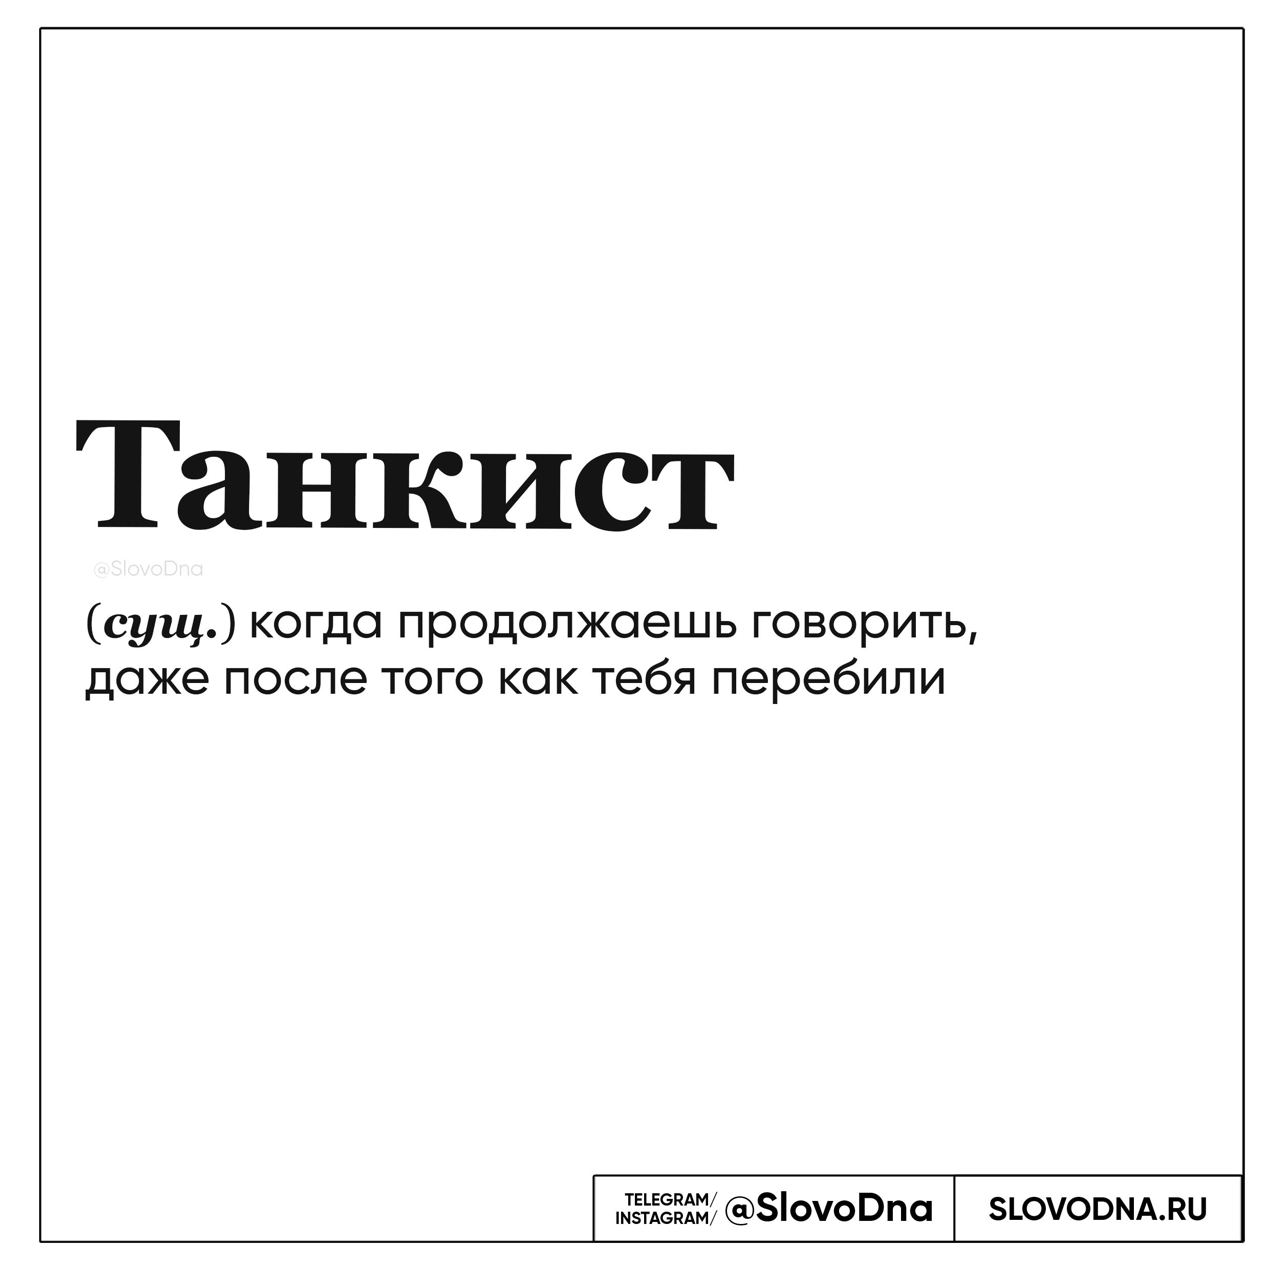 Танкист
@SlovoDna
(сущ.) когда продолжаешь говорить,
даже после того как тебя перебили
TELEGRAM/
INSTAGRAM/
@SlovoDna
SLOVODNA.RU